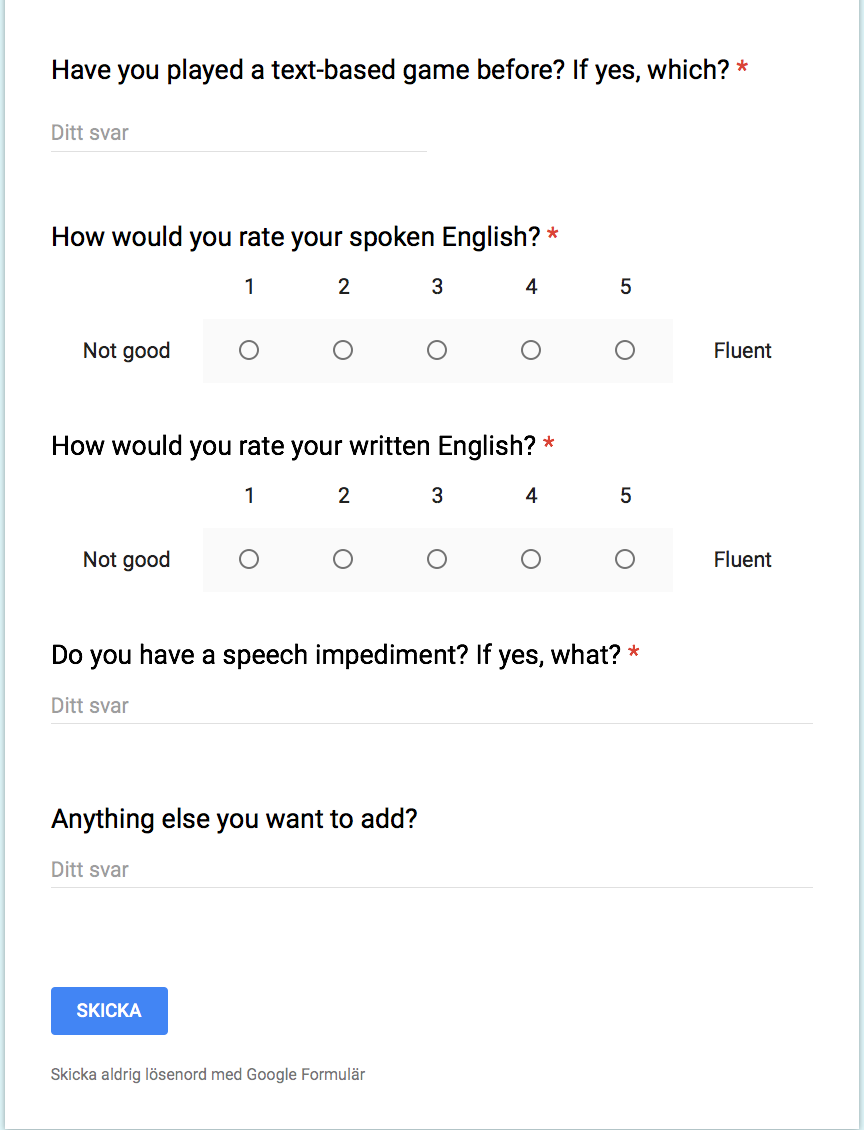 Have you played a text-based game before? If yes, which? *
Ditt svar
How would you rate your spoken English? *
1 2 3 4 5
Not good Fluent
How would you rate your written English? *
1 2 3 4 5
Not good Fluent
Do you have a speech impediment? If yes, what? *
Ditt svar
Anything else you want to add?
Ditt svar
SKICKA
Skicka aldrig lösenord med Google Formulär